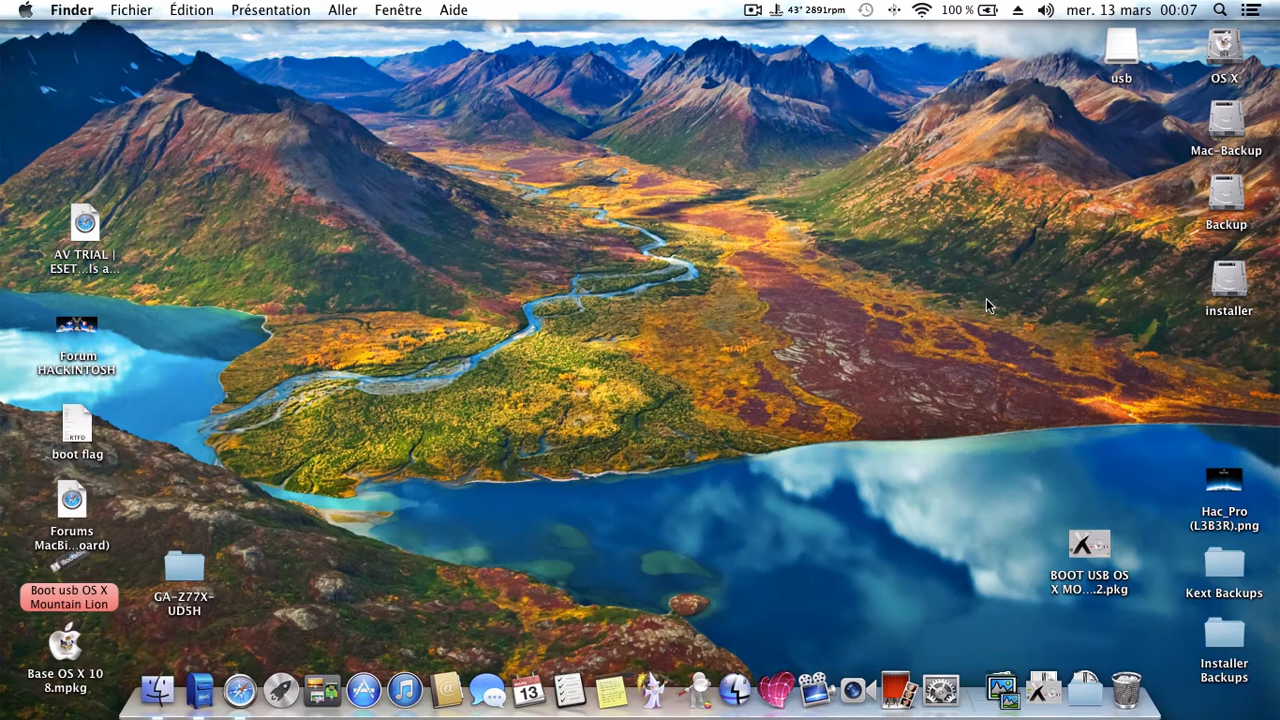 Finder Fichier Édition Présentation Aller Fenêtre Aide 43° 2891rpm 100 % mer. 13 mars 00:07
usb
OS X
Mac-Backup
Backup
installer
AV TRIAL |
ESET...ls a...
Forum
HACKINTOSH
RTFD
boot flag
Forums
MacBi...oard)
Boot usb OS X
Mountain Lion
GA-Z77X-
UD5H
Base OS X 10
8.mpkg
Hac_Pro
(L3B3R).png
BOOT USB OS
X MO....2.pkg
Kext Backups
Installer
Backups
13